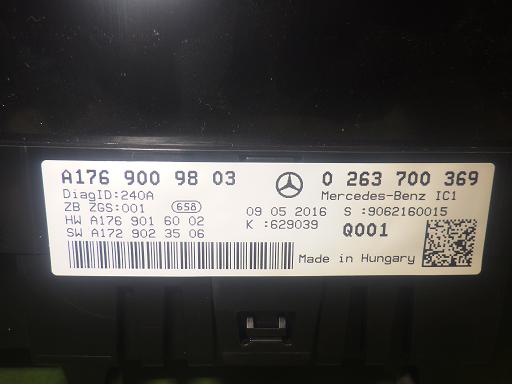 A176 900 98 03 0 263 700 369
DiagID:240A Mercedes-Benz IC1
ZB ZGS:001 658 09 05 2016 S :9062160015
HW A176 901 60 02 K :629039 Q001
SW A172 902 35 06
Made in Hungary